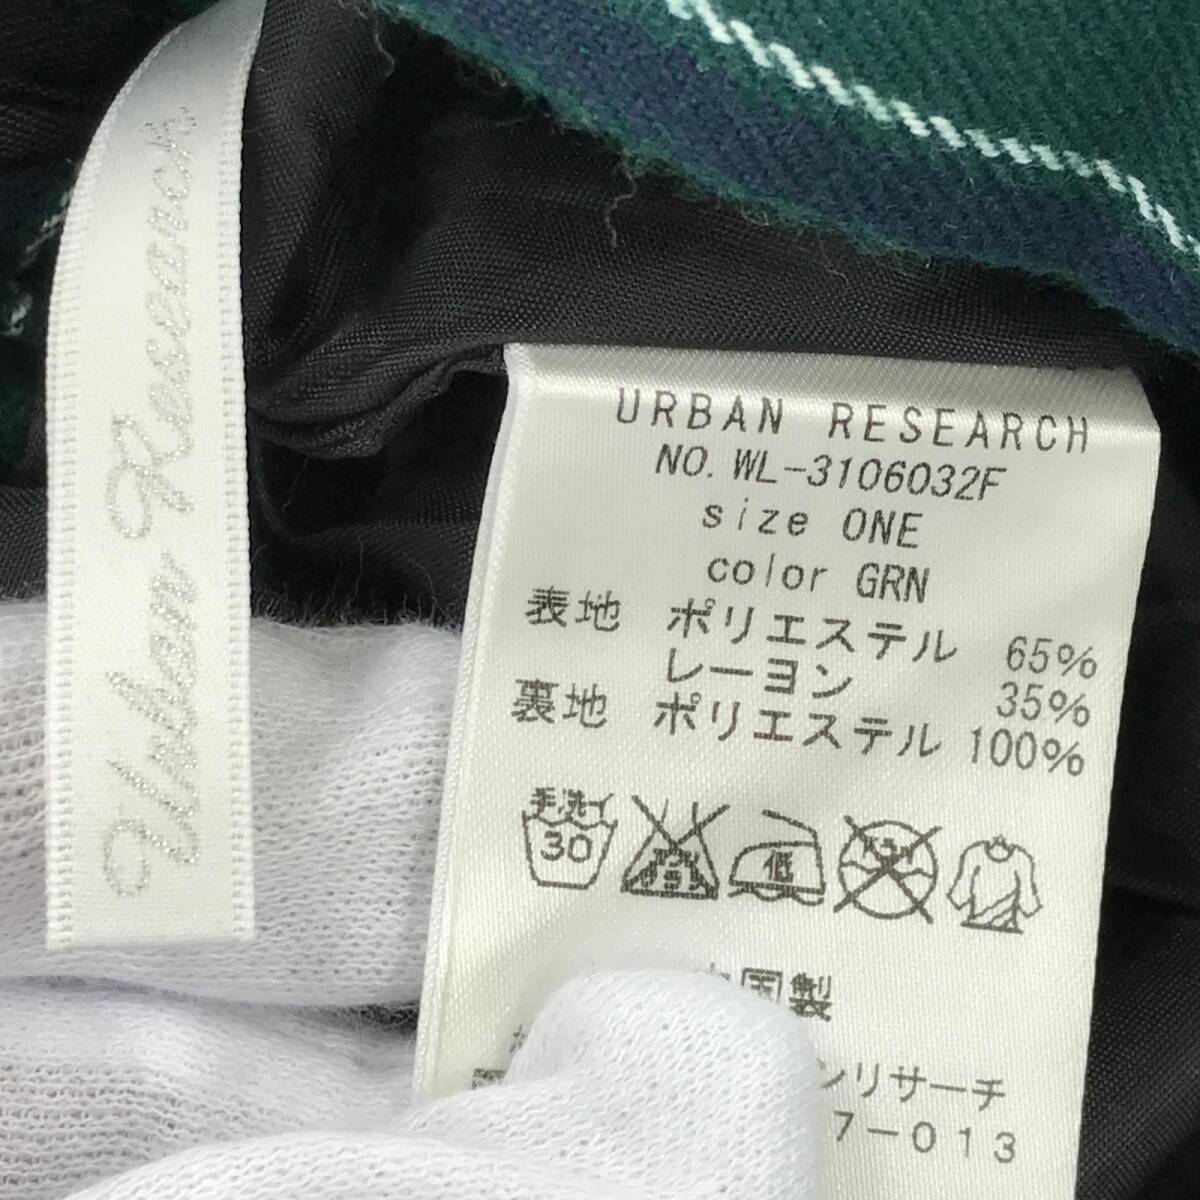 Urban Research
URBAN RESEARCH
NO. WL-3106032F
size ONE
color GRN
表地 ポリエステル 65%
レーヨン 35%
裏地 ポリエステル 100%
手洗イ
30
低
国製
ンリサーチ
7-013